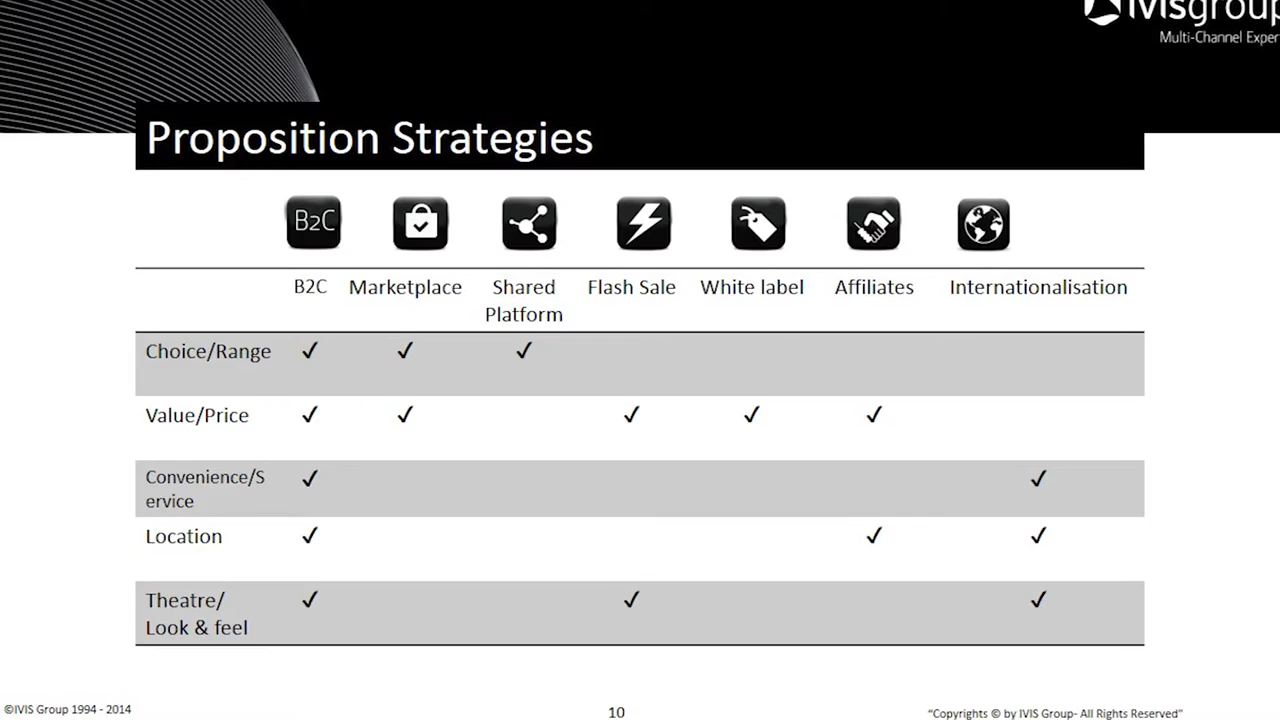 ivisgroup
Multi-Channel Exper
Proposition Strategies
B2C
B2C Marketplace Shared Platform Flash Sale White label Affiliates Internationalisation
Choice/Range ✓ ✓ ✓
Value/Price ✓ ✓ ✓ ✓ ✓
Convenience/S
ervice ✓ ✓
Location ✓ ✓ ✓
Theatre/ ✓ ✓ ✓
Look & feel
©IVIS Group 1994 - 2014
10
“Copyrights © by IVIS Group- All Rights Reserved”